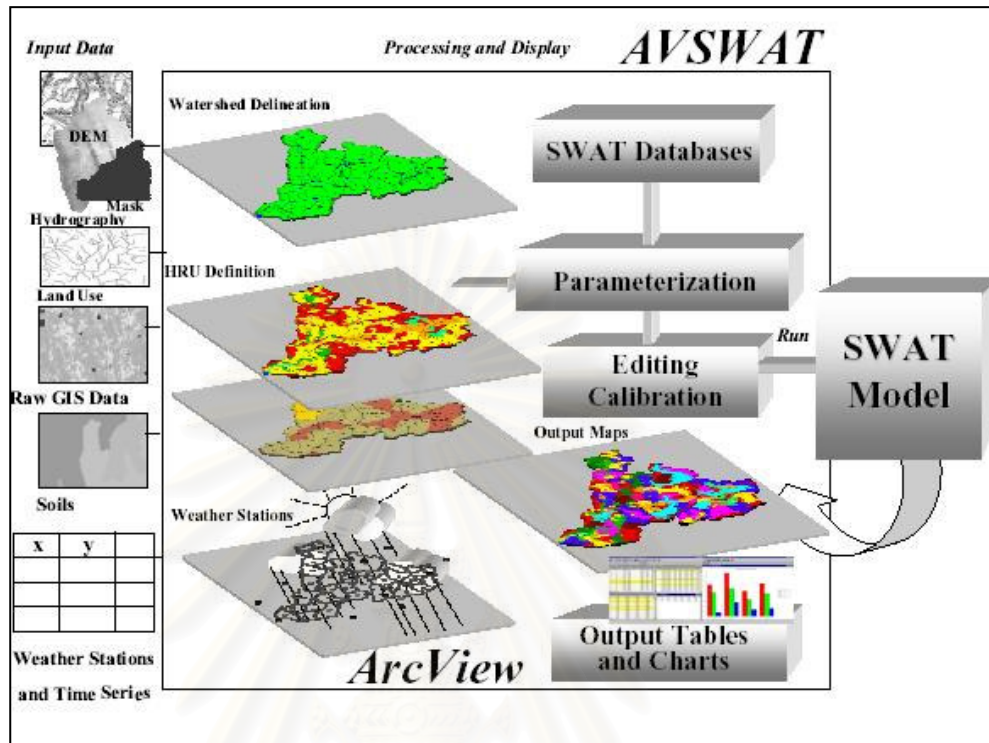 Input Data
Processing and Display
AVSWAT
DEM
Mask
Hydrography
Land Use
Raw GIS Data
Soils
x y
Weather Stations
and Time Series
Watershed Delineation
HRU Definition
Weather Stations
ArcView
SWAT Databases
Parameterization
Editing
Calibration
Run
SWAT
Model
Output Maps
Output Tables
and Charts